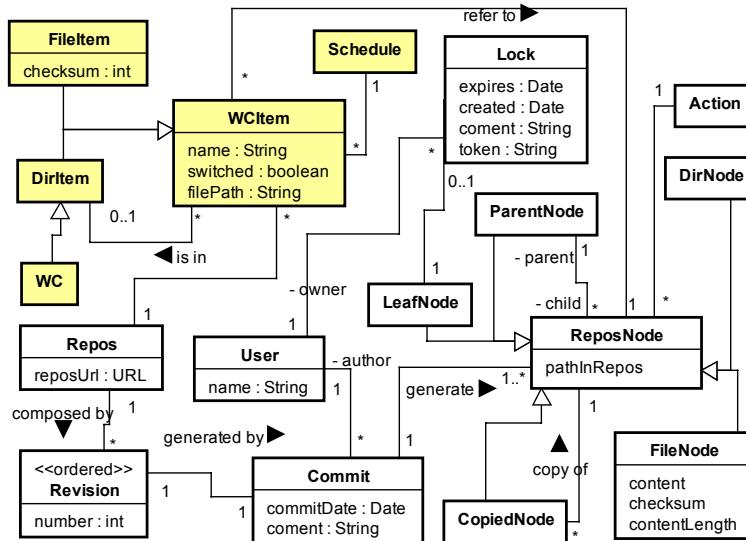 refer to
FileItem
checksum : int
Schedule
1
*
Lock
expires : Date
created : Date
coment : String
token : String
1
Action
*
WCItem
name : String
switched : boolean
filePath : String
*
*
DirNode
DirItem
0..1
*
*
0..1
ParentNode
is in
- parent
1
WC
- owner
1
LeafNode
- child
*
1
*
1
1
Repos
reposUrl : URL
User
name : String
- author
ReposNode
pathInRepos
1
composed by
1
generate
1..*
1
*
generated by
*
1
copy of
<<ordered>>
Revision
number : int
1
1
Commit
commitDate : Date
coment : String
CopiedNode
*
FileNode
content
checksum
contentLength